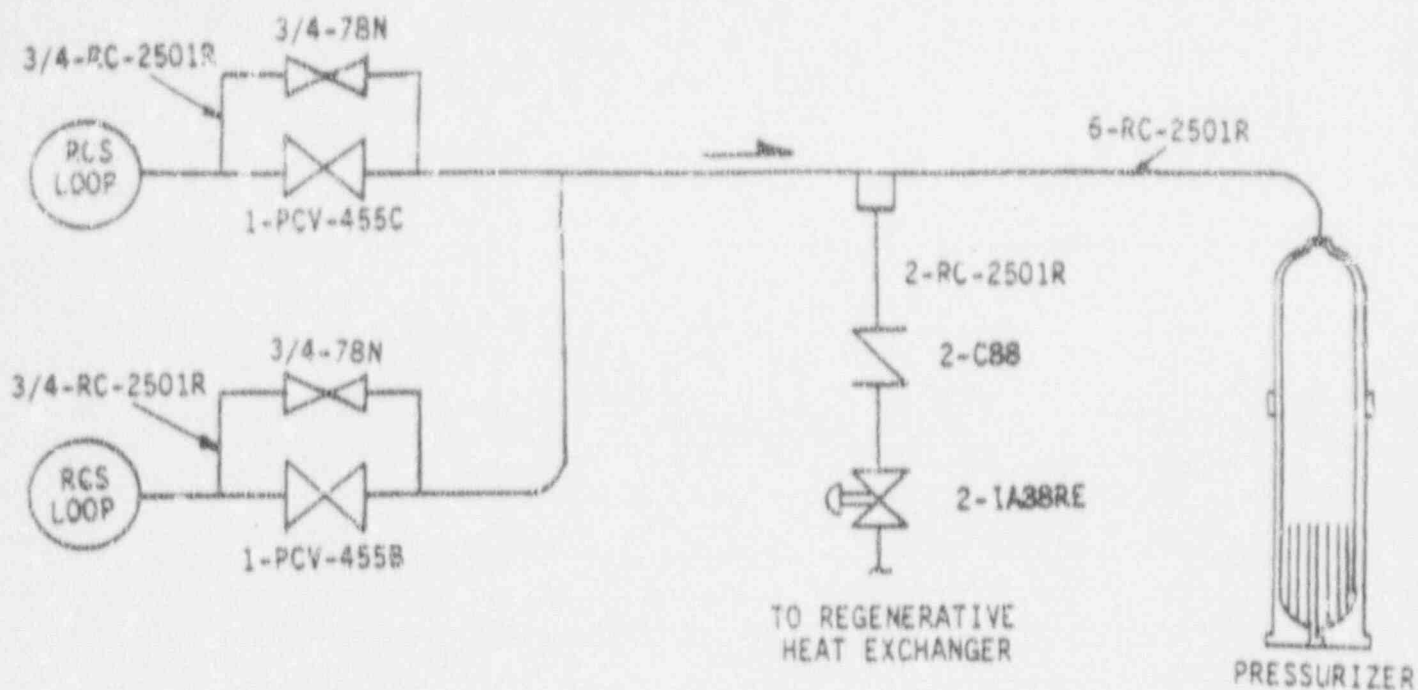 3/4-78N
3/4-RC-2501R
RCS
LOOP
1-PCV-455C
6-RC-2501R
2-RC-2501R
3/4-78N
2-C88
3/4-RC-2501R
RCS
LOOP
2-IA38RE
1-PCV-455B
TO REGENERATIVE
HEAT EXCHANGER
PRESSURIZER